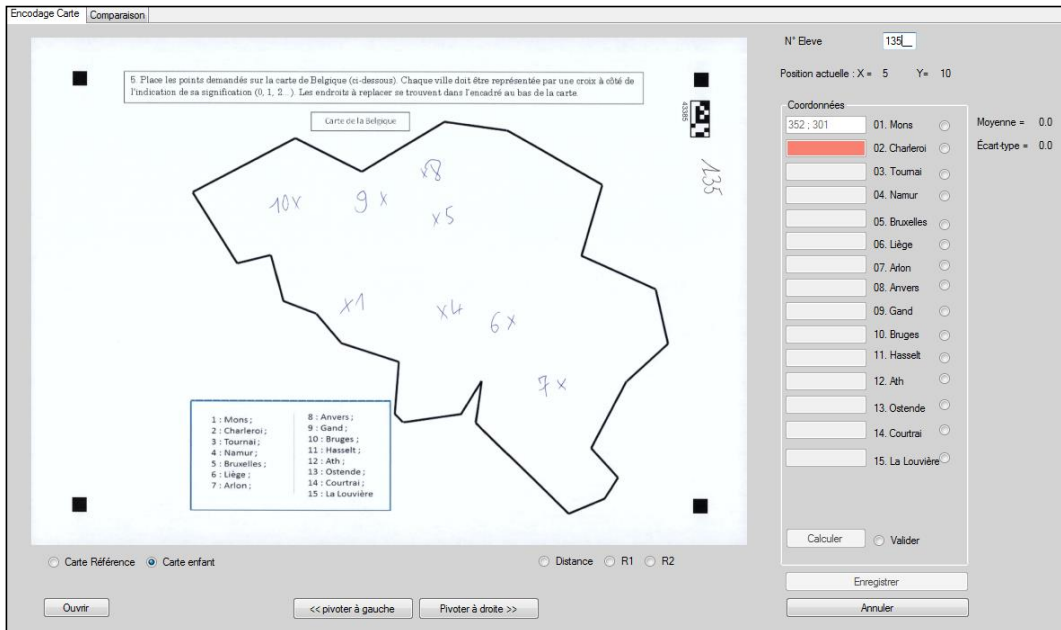 Encodage Carte Comparaison
N° Eleve 135__
Position actuelle : X = 5 Y= 10
5. Place les points demandés sur la carte de Belgique (ci-dessous). Chaque ville doit être représentée par une croix à côté de
l'indication de sa signification (0, 1, 2...). Les endroits à replacer se trouvent dans l'encadré au bas de la carte.
Carte de la Belgique
43385
135
x8
10x
9 x
x5
x1
x4
6 x
7 x
1 : Mons ;
2 : Charleroi ;
3 : Tournai ;
4 : Namur ;
5 : Bruxelles ;
6 : Liège ;
7 : Arlon ;
8 : Anvers ;
9 : Gand ;
10 : Bruges ;
11 : Hasselt ;
12 : Ath ;
13 : Ostende ;
14 : Courtrai ;
15 : La Louvière
Coordonnées
352 ; 301 01. Mons
02. Charleroi
03. Tournai
04. Namur
05. Bruxelles
06. Liège
07. Arlon
08. Anvers
09. Gand
10. Bruges
11. Hasselt
12. Ath
13. Ostende
14. Courtrai
15. La Louvière
Moyenne = 0.0
Écart-type = 0.0
Calculer Valider
Carte Référence Carte enfant Distance R1 R2
Enregistrer
Ouvrir << pivoter à gauche Pivoter à droite >> Annuler